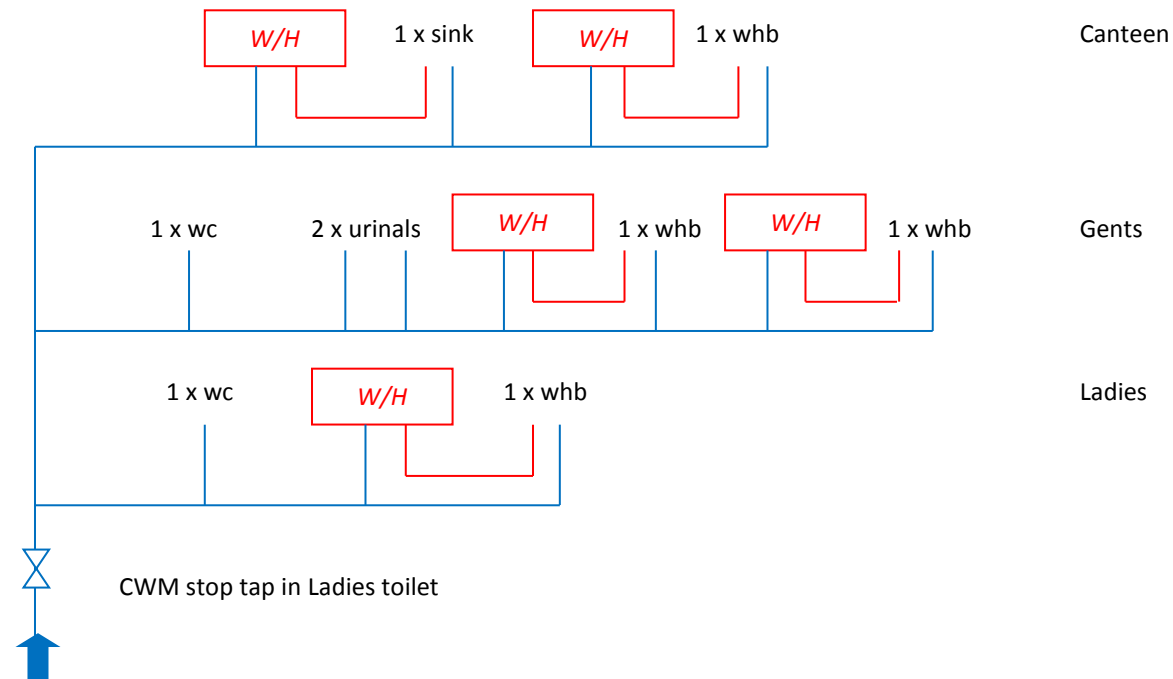 W/H 1 x sink W/H 1 x whb Canteen
1 x wc 2 x urinals W/H 1 x whb W/H 1 x whb Gents
1 x wc W/H 1 x whb Ladies
CWM stop tap in Ladies toilet